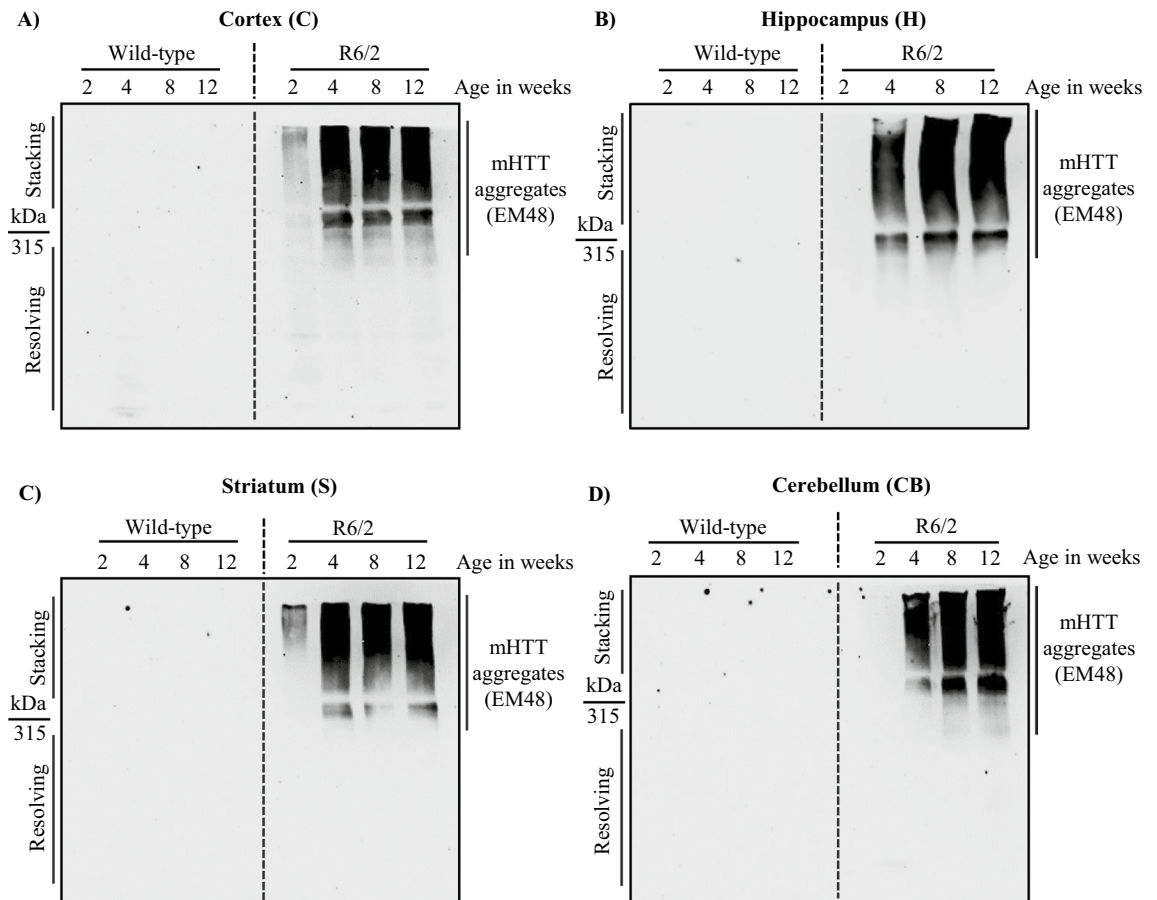 A)
Cortex (C)
Wild-type
R6/2
2 4 8 12 2 4 8 12 Age in weeks
Stacking
kDa
315
Resolving
mHTT
aggregates
(EM48)
B)
Hippocampus (H)
Wild-type
R6/2
2 4 8 12 2 4 8 12 Age in weeks
Stacking
kDa
315
Resolving
mHTT
aggregates
(EM48)
C)
Striatum (S)
Wild-type
R6/2
2 4 8 12 2 4 8 12 Age in weeks
Stacking
kDa
315
Resolving
mHTT
aggregates
(EM48)
D)
Cerebellum (CB)
Wild-type
R6/2
2 4 8 12 2 4 8 12 Age in weeks
Stacking
kDa
315
Resolving
mHTT
aggregates
(EM48)